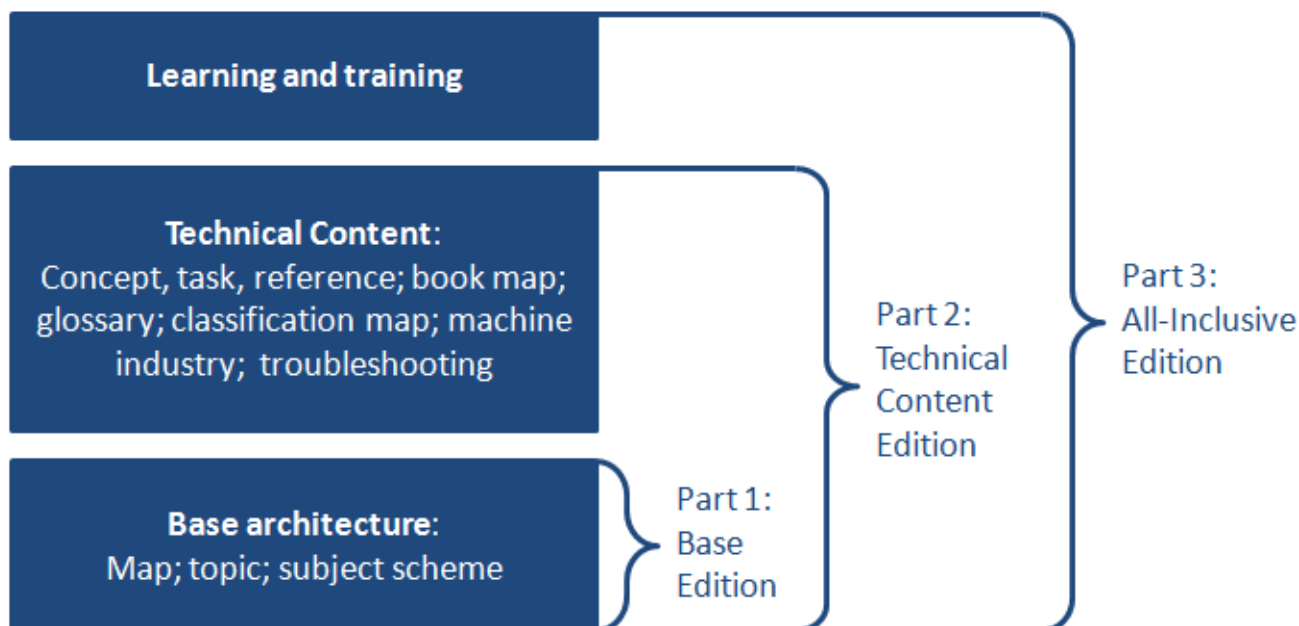 Learning and training
Technical Content:
Concept, task, reference; book map;
glossary; classification map; machine
industry; troubleshooting
Base architecture:
Map; topic; subject scheme
Part 1:
Base
Edition
Part 2:
Technical
Content
Edition
Part 3:
All-Inclusive
Edition